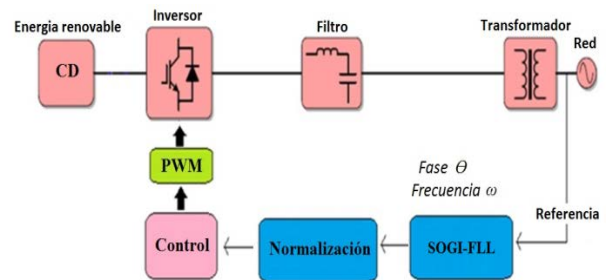 Energia renovable
Inversor
Filtro
Transformador
Red
CD
PWM
Fase θ
Frecuencia ω
Referencia
Control
Normalización
SOGI-FLL